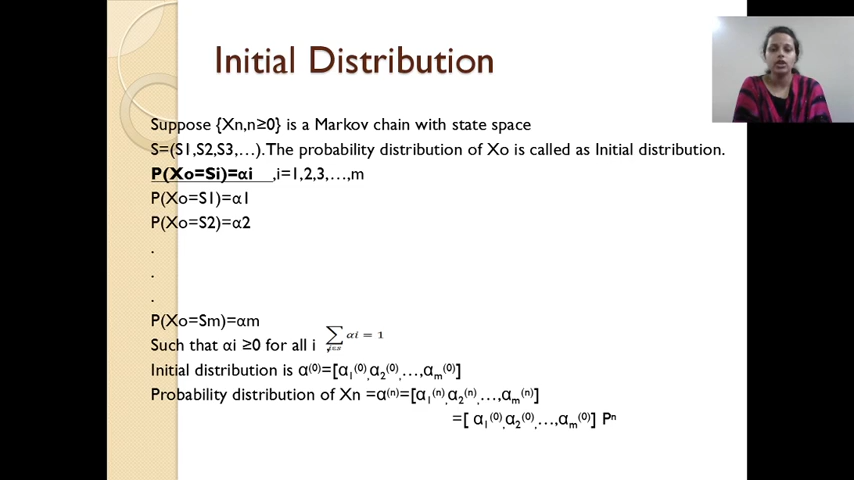 Initial Distribution
Suppose {Xn,n≥0} is a Markov chain with state space
S=(S1,S2,S3,…).The probability distribution of Xo is called as Initial distribution.
P(Xo=Si)=αi ,i=1,2,3,…,m
P(Xo=S1)=α1
P(Xo=S2)=α2
.
.
.
P(Xo=Sm)=αm
Such that αi ≥0 for all i ∑ αi = 1
Initial distribution is α⁽⁰⁾=[α₁⁽⁰⁾,α₂⁽⁰⁾,…,αₘ⁽⁰⁾]
Probability distribution of Xn =α⁽ⁿ⁾=[α₁⁽ⁿ⁾,α₂⁽ⁿ⁾,…,αₘ⁽ⁿ⁾]
=[ α₁⁽⁰⁾,α₂⁽⁰⁾,…,αₘ⁽⁰⁾] Pⁿ